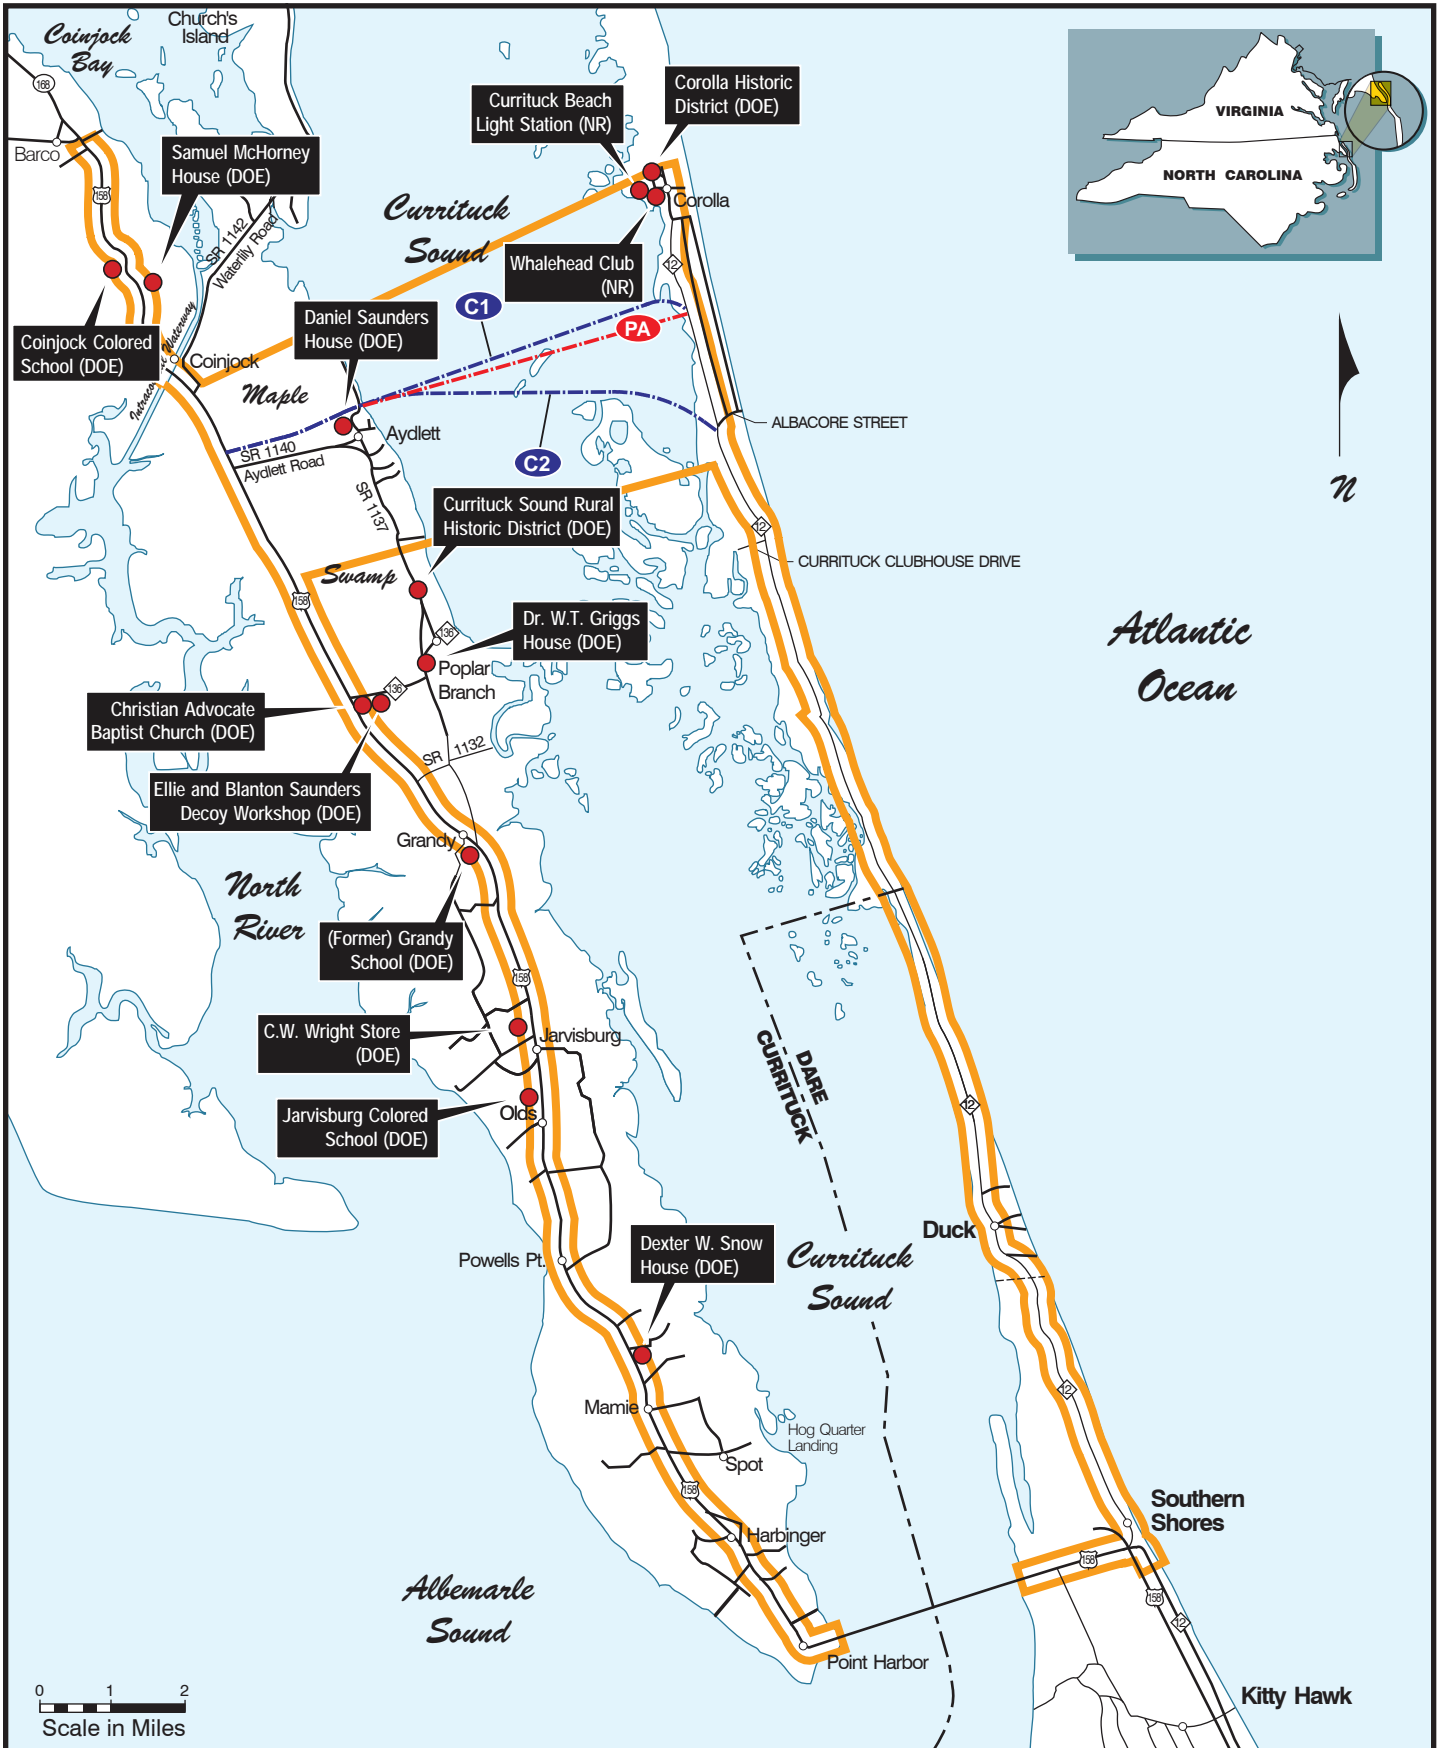 Coinjock
Bay
Church's
Island
168
Barco
158
Samuel McHorney
House (DOE)
SR 1142
Waterlily Road
Currituck Beach
Light Station (NR)
Corolla Historic
District (DOE)
VIRGINIA
NORTH CAROLINA
Currituck
Sound
Corolla
Whalehead Club
(NR)
12
C1
PA
Daniel Saunders
House (DOE)
Coinjock Colored
School (DOE)
Coinjock
Maple
Aydlett
ALBACORE STREET
SR 1140
Aydlett Road
C2
SR 1137
N
Currituck Sound Rural
Historic District (DOE)
12
CURRITUCK CLUBHOUSE DRIVE
Swamp
158
Dr. W.T. Griggs
House (DOE)
136
Atlantic
Ocean
Poplar
Branch
136
Christian Advocate
Baptist Church (DOE)
SR 1132
Ellie and Blanton Saunders
Decoy Workshop (DOE)
Grandy
North
River
(Former) Grandy
School (DOE)
158
C.W. Wright Store
(DOE)
Jarvisburg
DARE
CURRITUCK
Jarvisburg Colored
School (DOE)
Olds
12
Duck
Powells Pt.
Dexter W. Snow
House (DOE)
Currituck
Sound
12
Mamie
Hog Quarter
Landing
Spot
158
Southern
Shores
Harbinger
158
Albemarle
Sound
158
12
Point Harbor
Kitty Hawk
0 1 2
Scale in Miles